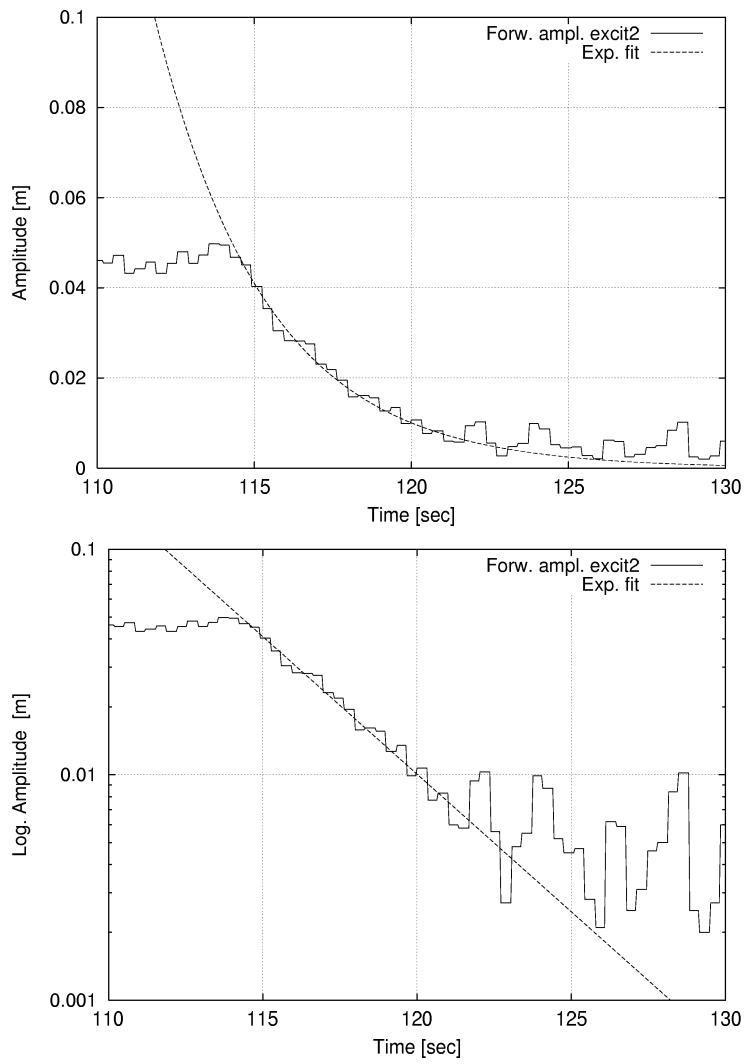 0.1
0.08
0.06
0.04
0.02
0
Amplitude [m]
110
115
120
125
130
Time [sec]
Forw. ampl. excit2
Exp. fit
0.1
0.01
0.001
Log. Amplitude [m]
110
115
120
125
130
Time [sec]
Forw. ampl. excit2
Exp. fit